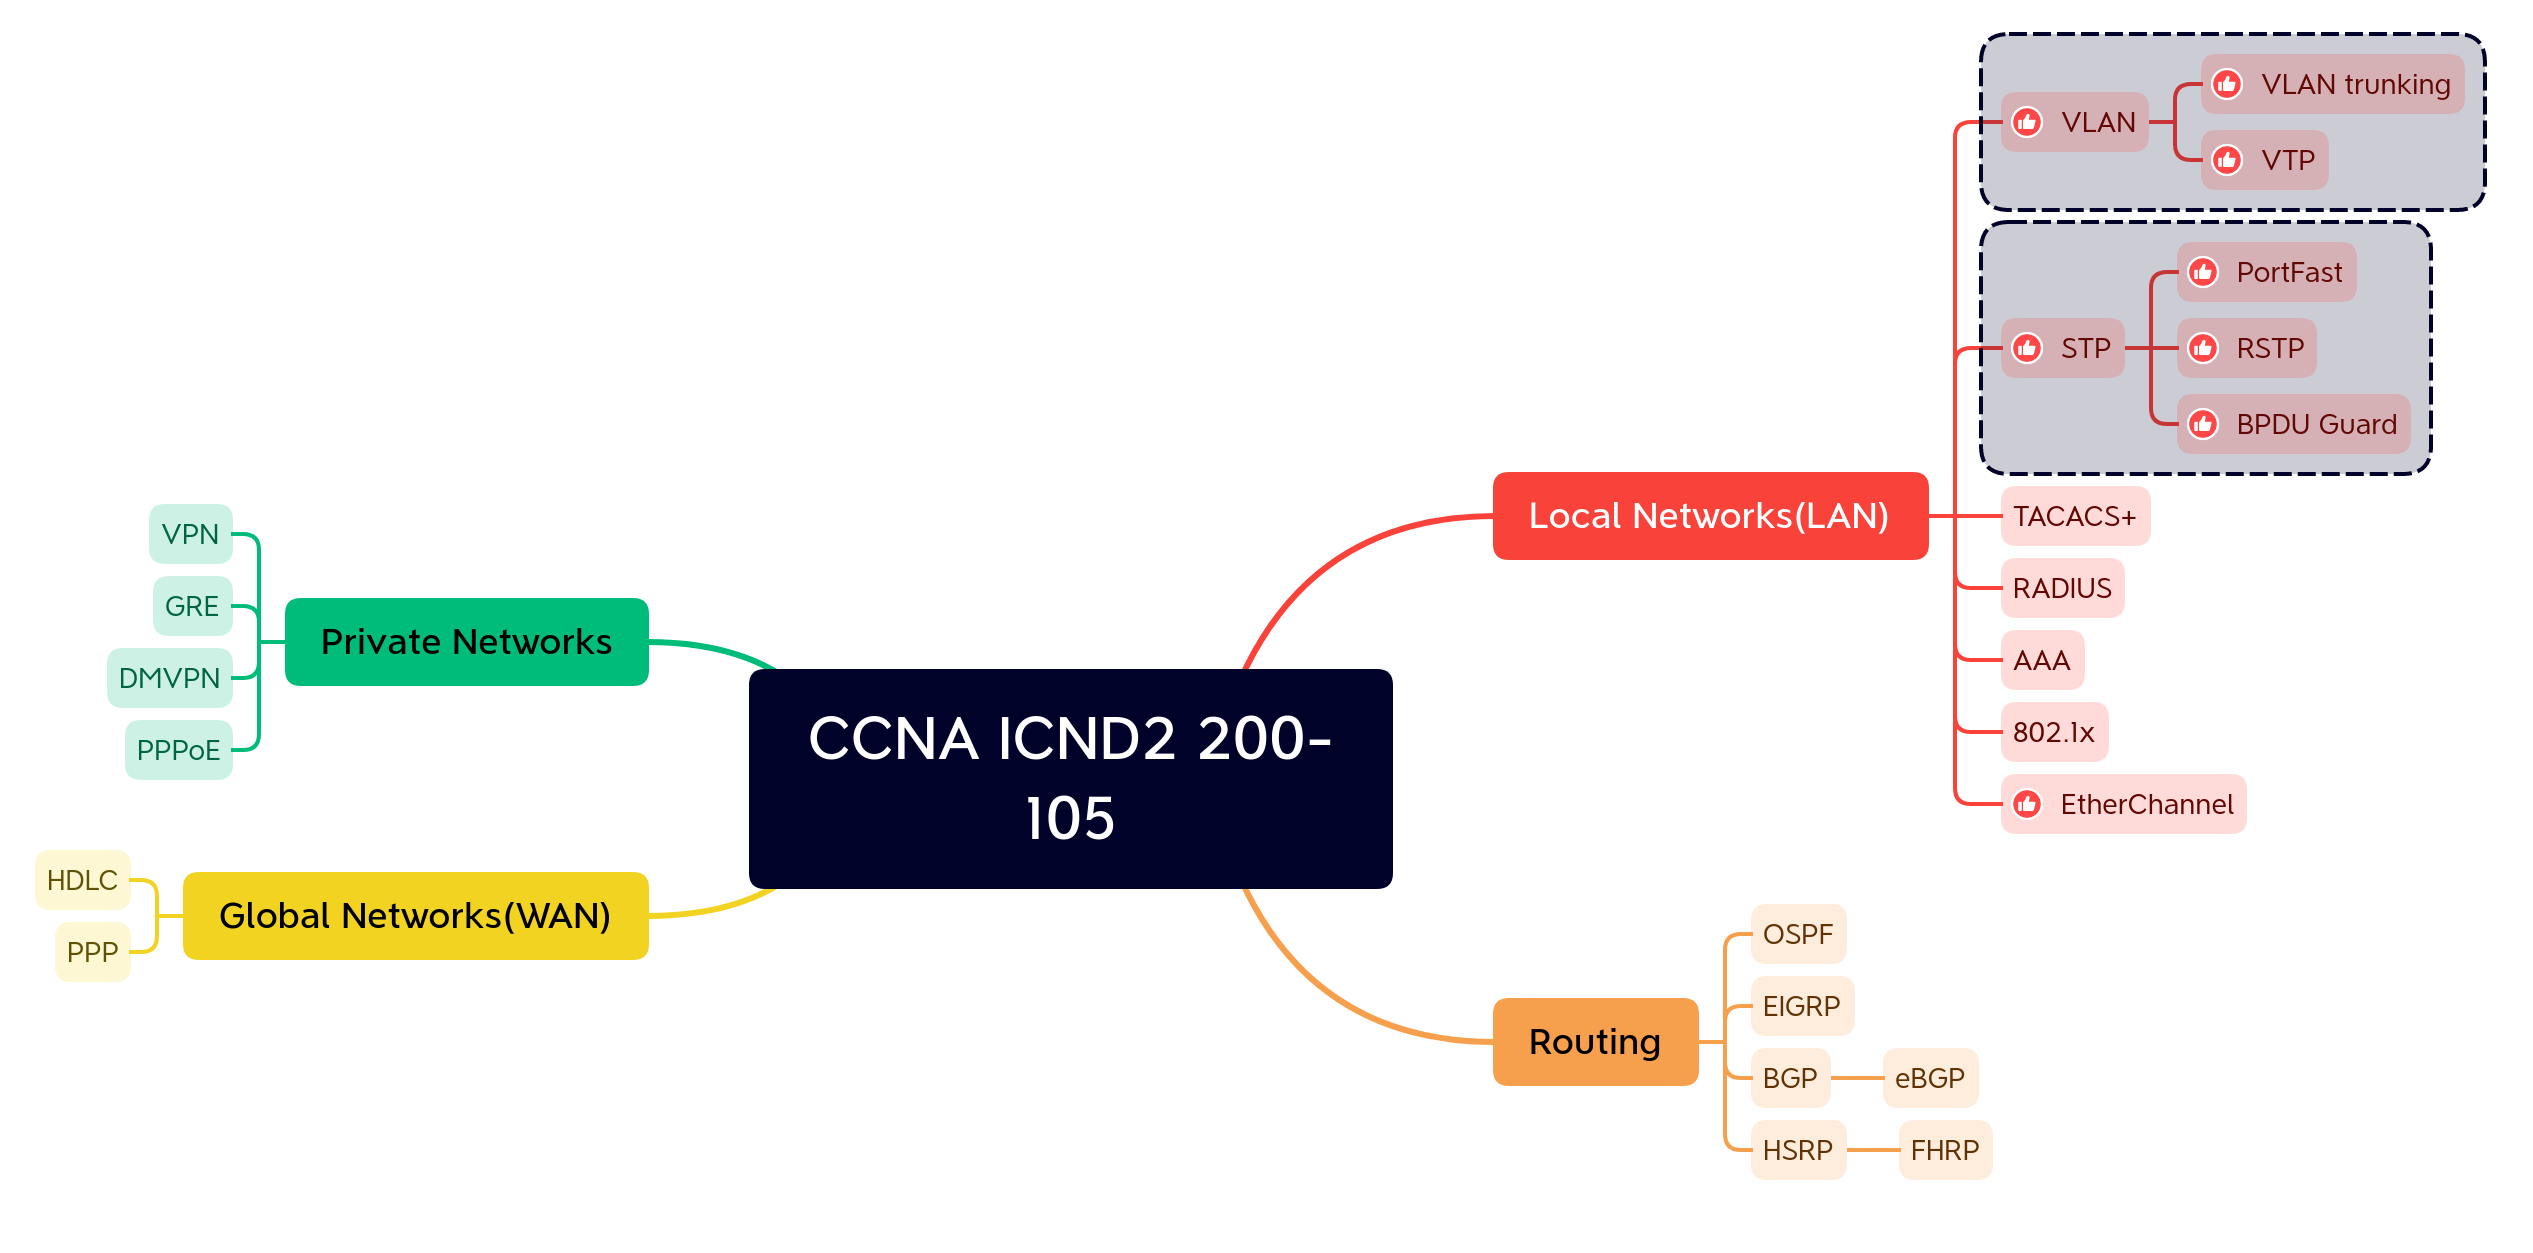 CCNA ICND2 200-
105
Local Networks(LAN)
VLAN
VLAN trunking
VTP
STP
PortFast
RSTP
BPDU Guard
TACACS+
RADIUS
AAA
802.1x
EtherChannel
Routing
OSPF
EIGRP
BGP
eBGP
HSRP
FHRP
Private Networks
VPN
GRE
DMVPN
PPPoE
Global Networks(WAN)
HDLC
PPP